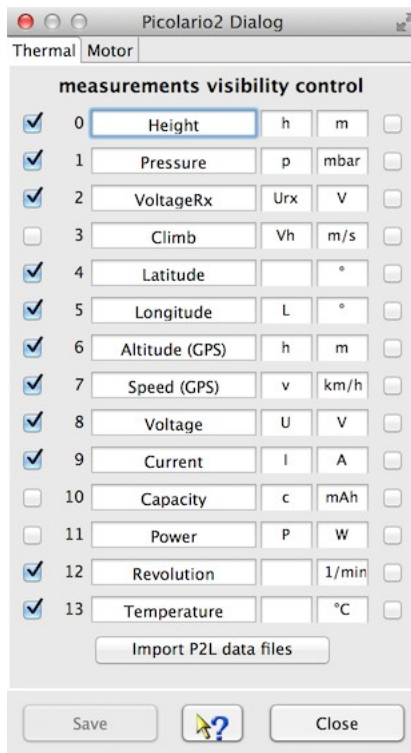 Picolario2 Dialog
Thermal Motor
measurements visibility control
0 Height h m
1 Pressure p mbar
2 VoltageRx Urx V
3 Climb Vh m/s
4 Latitude °
5 Longitude L °
6 Altitude (GPS) h m
7 Speed (GPS) v km/h
8 Voltage U V
9 Current I A
10 Capacity c mAh
11 Power P W
12 Revolution 1/min
13 Temperature °C
Import P2L data files
Save ? Close